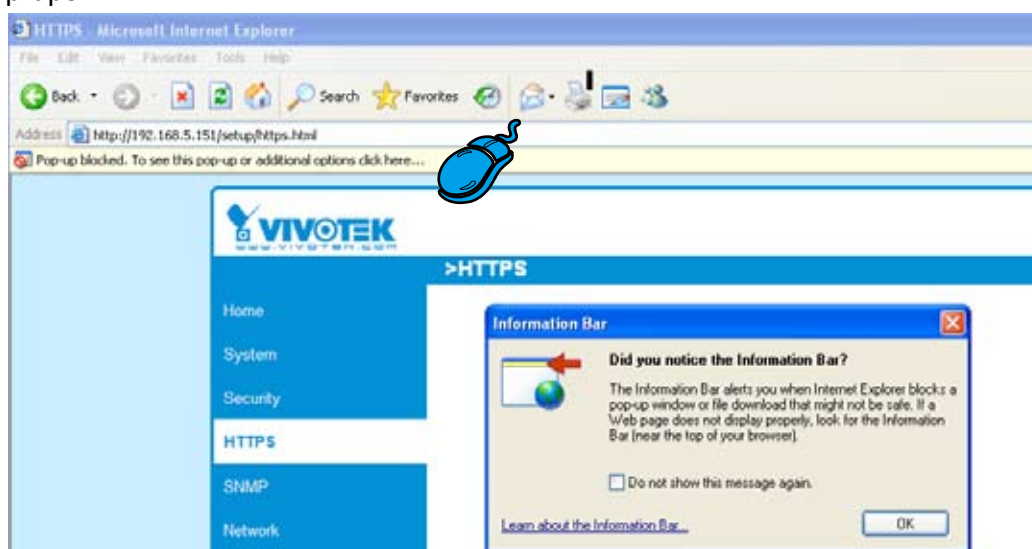 HTTPS - Microsoft Internet Explorer
File Edit View Favorites Tools Help
Back Search Favorites
Address http://192.168.5.151/setup/https.html
Pop-up blocked. To see this pop-up or additional options click here...
VIVOTEK
www.vivotek.com
>HTTPS
Home
System
Security
HTTPS
SNMP
Network
Information Bar
Did you notice the Information Bar?
The Information Bar alerts you when Internet Explorer blocks a
pop-up window or file download that might not be safe. If a
Web page does not display properly, look for the Information
Bar (near the top of your browser).
Do not show this message again.
Learn about the Information Bar...
OK